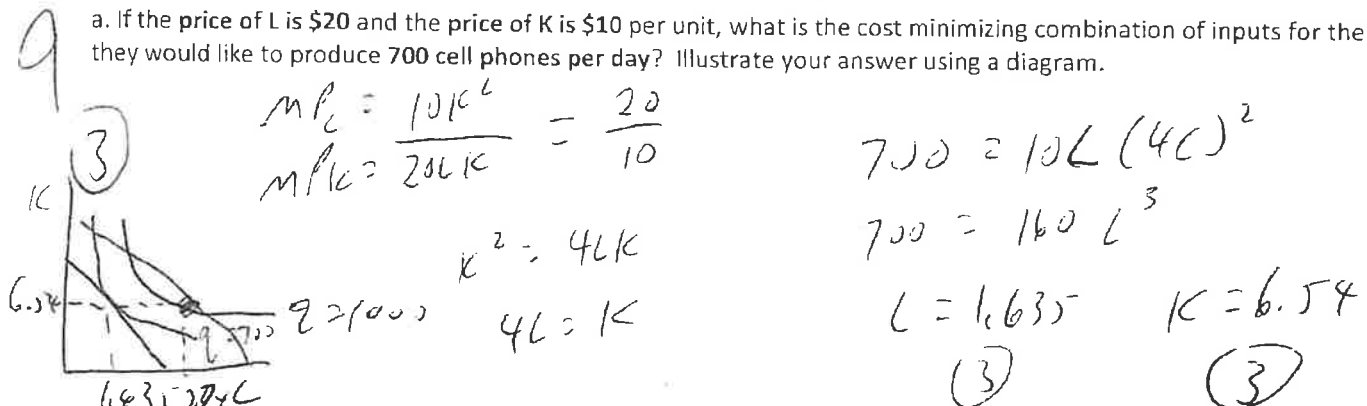 9
a. If the price of L is $20 and the price of K is $10 per unit, what is the cost minimizing combination of inputs for the
they would like to produce 700 cell phones per day? Illustrate your answer using a diagram.
MPL = 10K² = 20
MPK = 20LK 10
700 = 10L (4L)²
3
K
700 = 160 L³
K² = 4LK
6.54
q=1000
4L = K
L = 1.635 K = 6.54
q=700
3 3
1.635 L